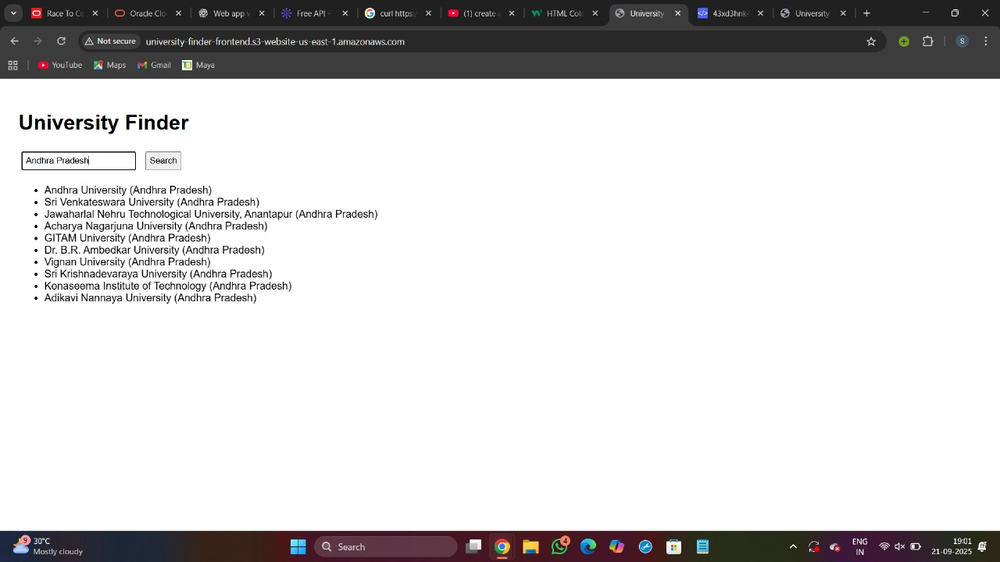 Race To Ce
Oracle Clo
Web app w
Free API –
curl https:/
(1) create a
HTML Col
University
43xd3hnk
University
Not secure
university-finder-frontend.s3-website-us-east-1.amazonaws.com
S
YouTube
Maps
Gmail
Maya
University Finder
Andhra Pradesh
Search
Andhra University (Andhra Pradesh)
Sri Venkateswara University (Andhra Pradesh)
Jawaharlal Nehru Technological University, Anantapur (Andhra Pradesh)
Acharya Nagarjuna University (Andhra Pradesh)
GITAM University (Andhra Pradesh)
Dr. B.R. Ambedkar University (Andhra Pradesh)
Vignan University (Andhra Pradesh)
Sri Krishnadevaraya University (Andhra Pradesh)
Konaseema Institute of Technology (Andhra Pradesh)
Adikavi Nannaya University (Andhra Pradesh)
9
30°C
Mostly cloudy
Search
4
ENG
IN
19:01
21-09-2025